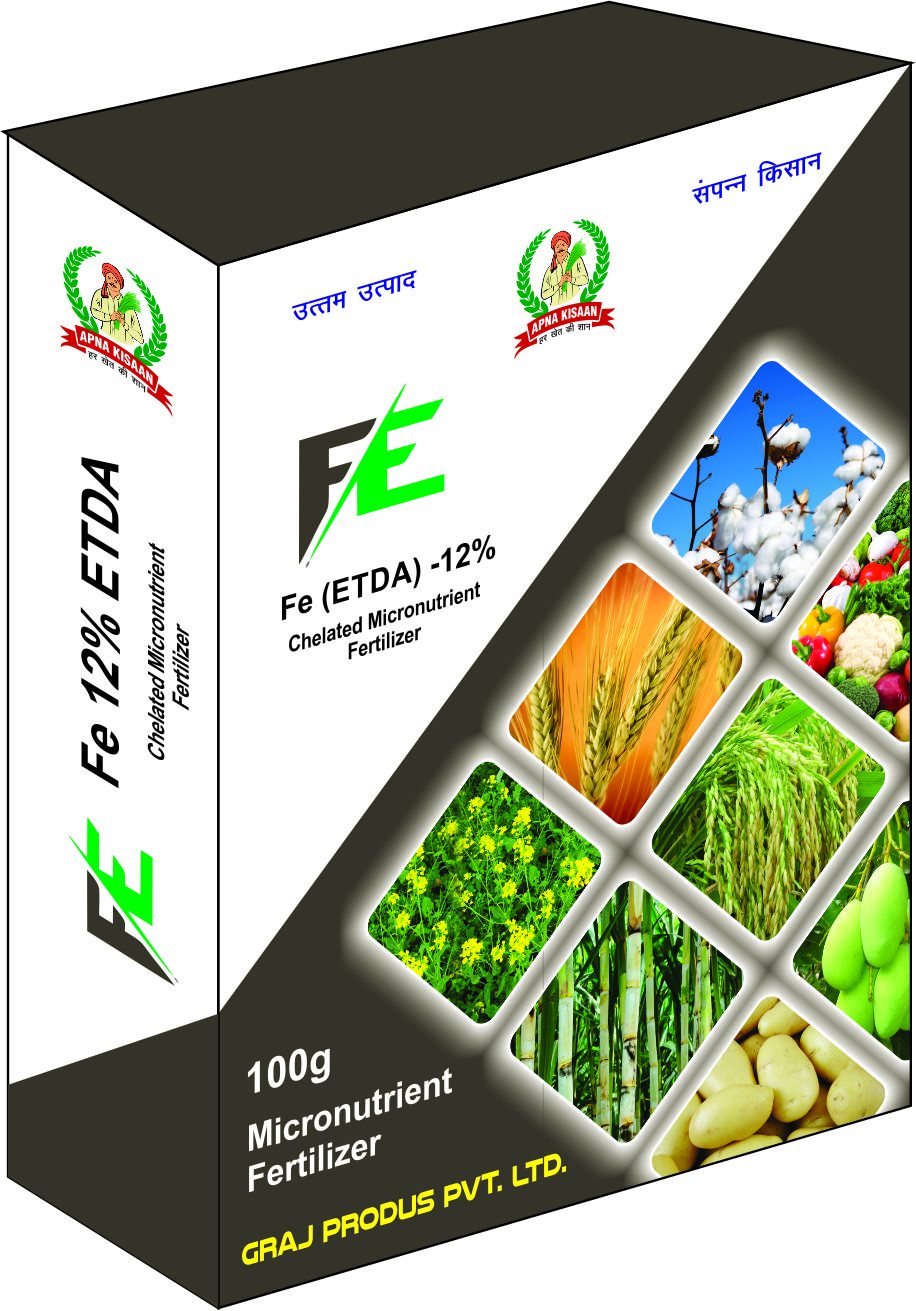 APNA KISAAN
हर खेत की शान
Fe 12% ETDA
Chelated Micronutrient
Fertilizer
FE
उत्तम उत्पाद
APNA KISAAN
हर खेत की शान
संपन्न किसान
FE
Fe (ETDA) -12%
Chelated Micronutrient
Fertilizer
100g
Micronutrient
Fertilizer
GRAJ PRODUS PVT. LTD.